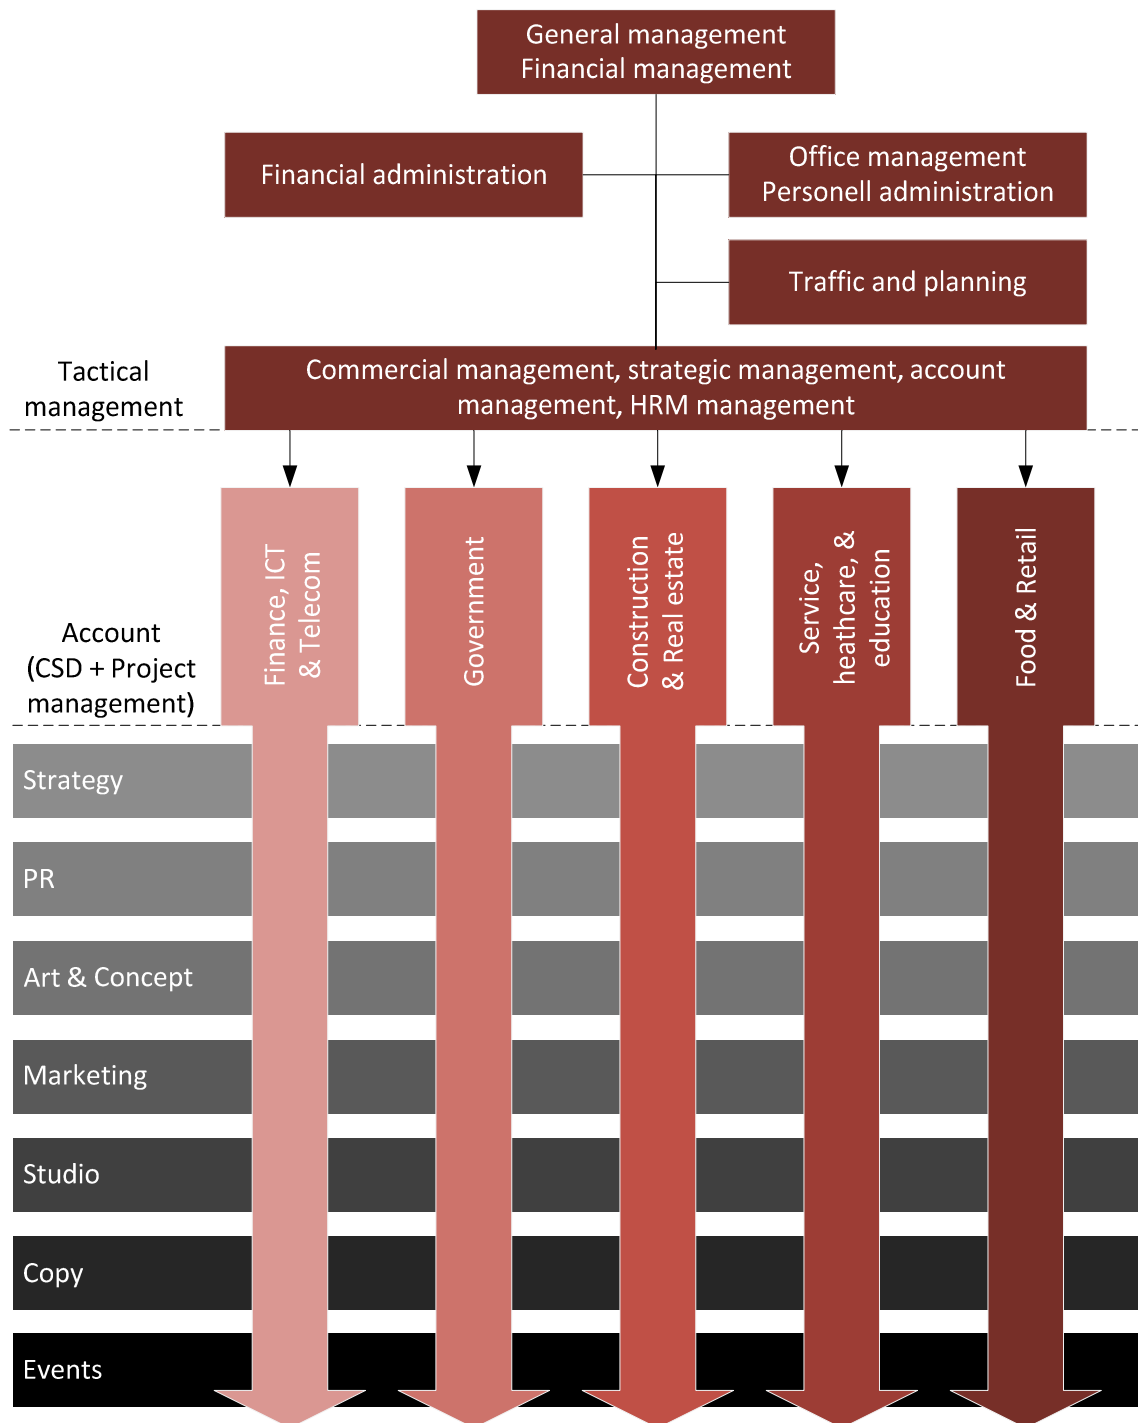 General management
Financial management
Financial administration
Office management
Personell administration
Traffic and planning
Tactical
management
Commercial management, strategic management, account
management, HRM management
Account
(CSD + Project
management)
Finance, ICT
& Telecom
Government
Construction
& Real estate
Service,
heathcare, &
education
Food & Retail
Strategy
PR
Art & Concept
Marketing
Studio
Copy
Events